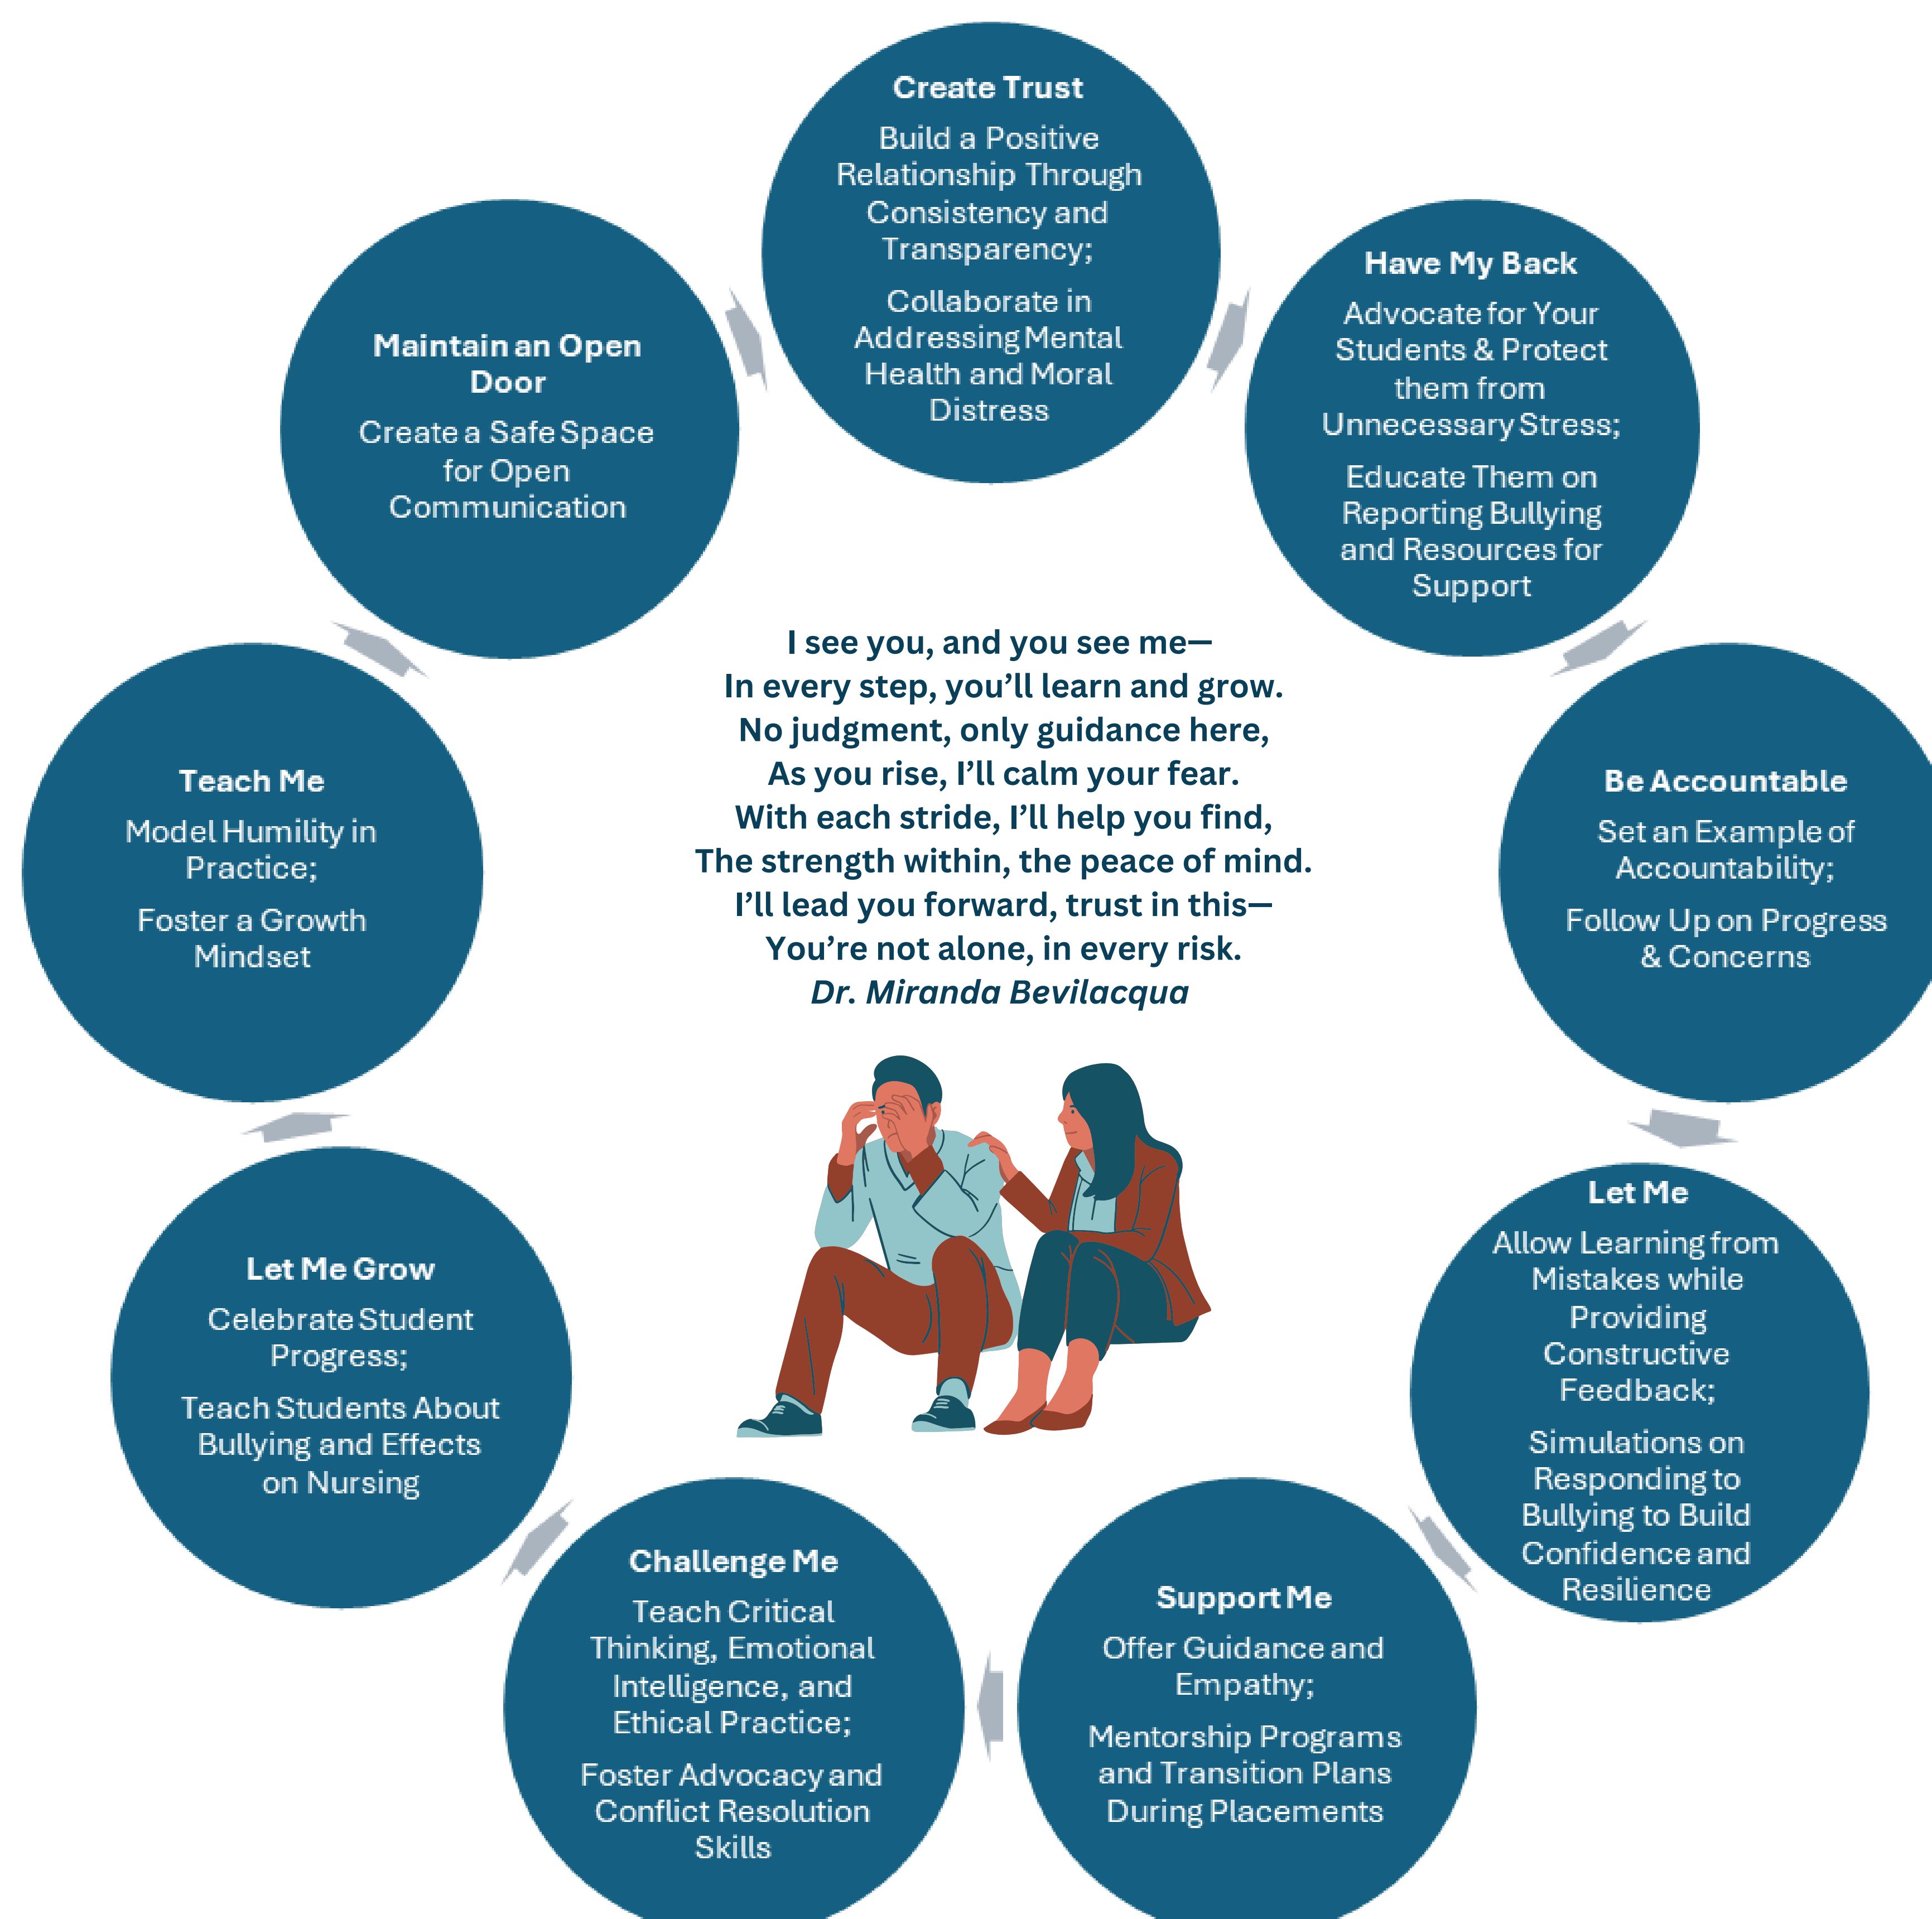 Create Trust
Build a Positive
Relationship Through
Consistency and
Transparency;
Collaborate in
Addressing Mental
Health and Moral
Distress
Have My Back
Advocate for Your
Students & Protect
them from
Unnecessary Stress;
Educate Them on
Reporting Bullying
and Resources for
Support
Be Accountable
Set an Example of
Accountability;
Follow Up on Progress
& Concerns
Let Me
Allow Learning from
Mistakes while
Providing
Constructive
Feedback;
Simulations on
Responding to
Bullying to Build
Confidence and
Resilience
Support Me
Offer Guidance and
Empathy;
Mentorship Programs
and Transition Plans
During Placements
Challenge Me
Teach Critical
Thinking, Emotional
Intelligence, and
Ethical Practice;
Foster Advocacy and
Conflict Resolution
Skills
Let Me Grow
Celebrate Student
Progress;
Teach Students About
Bullying and Effects
on Nursing
Teach Me
Model Humility in
Practice;
Foster a Growth
Mindset
Maintain an Open
Door
Create a Safe Space
for Open
Communication
I see you, and you see me—
In every step, you’ll learn and grow.
No judgment, only guidance here,
As you rise, I’ll calm your fear.
With each stride, I’ll help you find,
The strength within, the peace of mind.
I’ll lead you forward, trust in this—
You’re not alone, in every risk.
Dr. Miranda Bevilacqua